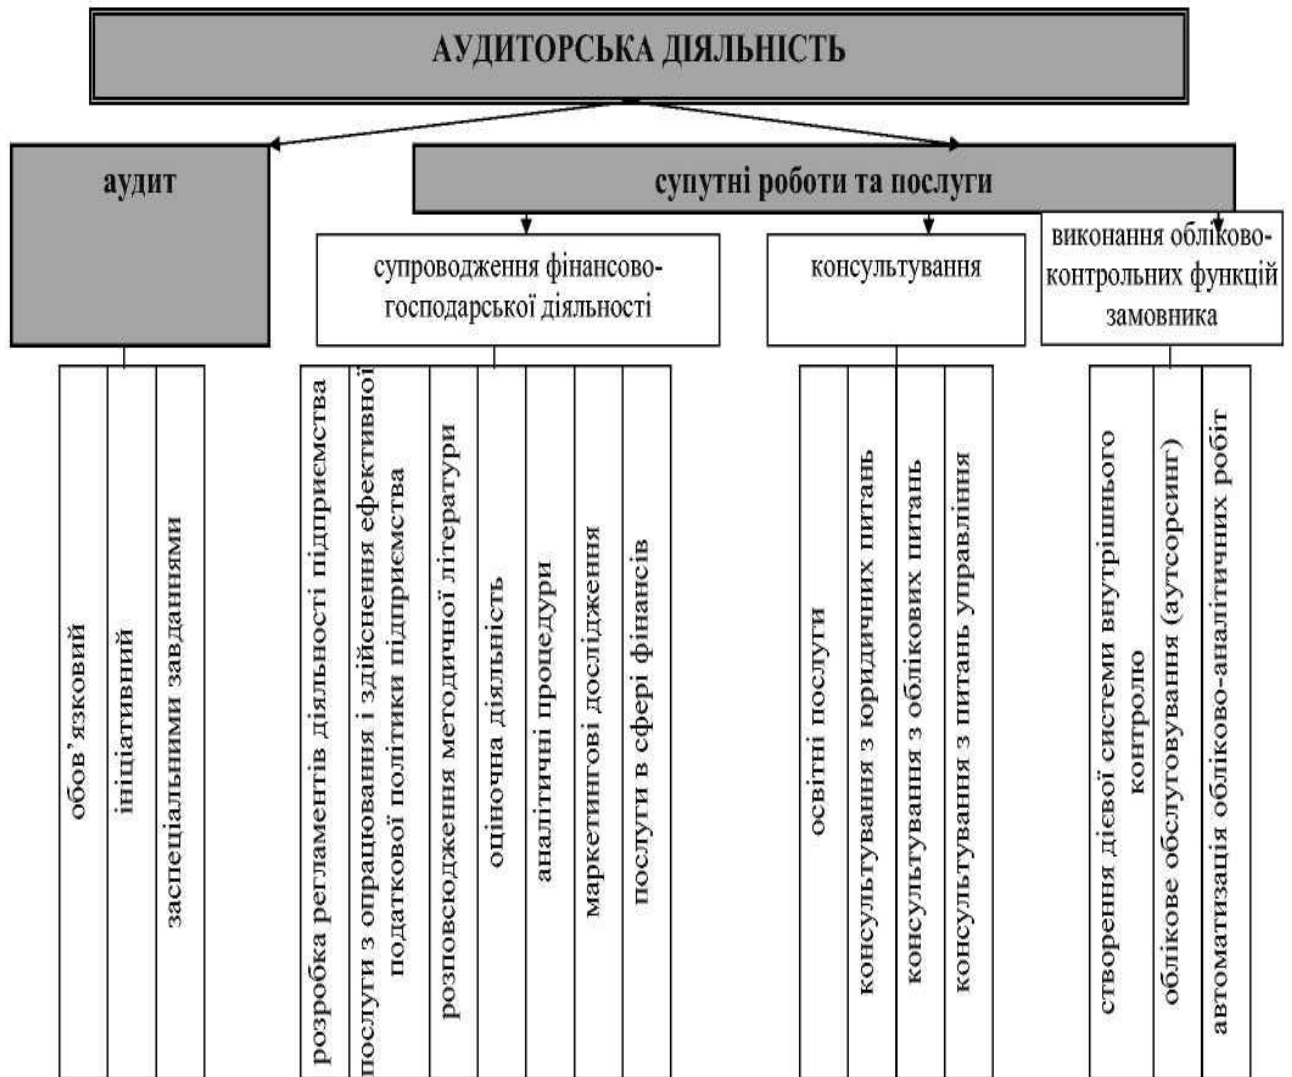 АУДИТОРСЬКА ДІЯЛЬНІСТЬ
аудит
супутні роботи та послуги
супроводження фінансово-
господарської діяльності
консультування
виконання обліково-
контрольних функцій
замовника
обов’язковий
ініціативний
заспеціальними завданнями
розробка регламентів діяльності підприємства
послуги з опрацювання і здійснення ефективної
податкової політики підприємства
розповсюдження методичної літератури
оціночна діяльність
аналітичні процедури
маркетингові дослідження
послуги в сфері фінансів
освітні послуги
консультування з юридичних питань
консультування з облікових питань
консультування з питань управління
створення дієвої системи внутрішнього
контролю
облікове обслуговування (аутсорсинг)
автоматизація обліково-аналітичних робіт